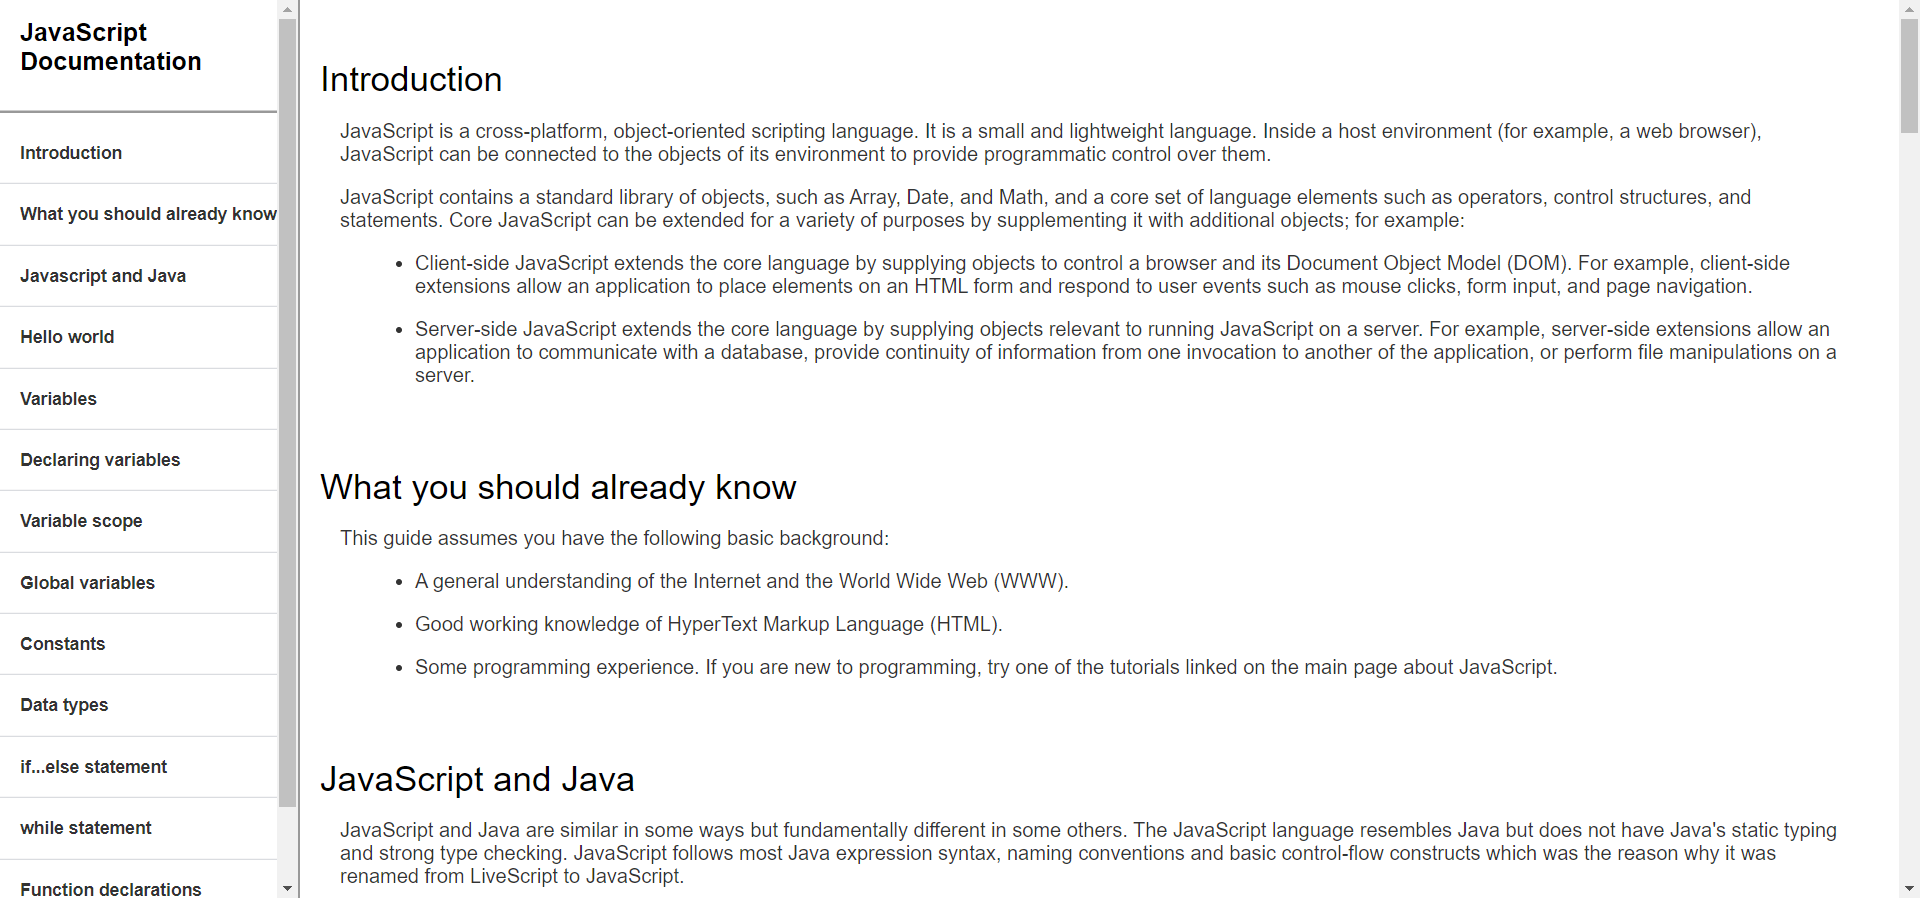 JavaScript
Documentation
Introduction
What you should already know
Javascript and Java
Hello world
Variables
Declaring variables
Variable scope
Global variables
Constants
Data types
if...else statement
while statement
Function declarations
Introduction
JavaScript is a cross-platform, object-oriented scripting language. It is a small and lightweight language. Inside a host environment (for example, a web browser),
JavaScript can be connected to the objects of its environment to provide programmatic control over them.
JavaScript contains a standard library of objects, such as Array, Date, and Math, and a core set of language elements such as operators, control structures, and
statements. Core JavaScript can be extended for a variety of purposes by supplementing it with additional objects; for example:
• Client-side JavaScript extends the core language by supplying objects to control a browser and its Document Object Model (DOM). For example, client-side
extensions allow an application to place elements on an HTML form and respond to user events such as mouse clicks, form input, and page navigation.
• Server-side JavaScript extends the core language by supplying objects relevant to running JavaScript on a server. For example, server-side extensions allow an
application to communicate with a database, provide continuity of information from one invocation to another of the application, or perform file manipulations on a
server.
What you should already know
This guide assumes you have the following basic background:
• A general understanding of the Internet and the World Wide Web (WWW).
• Good working knowledge of HyperText Markup Language (HTML).
• Some programming experience. If you are new to programming, try one of the tutorials linked on the main page about JavaScript.
JavaScript and Java
JavaScript and Java are similar in some ways but fundamentally different in some others. The JavaScript language resembles Java but does not have Java's static typing
and strong type checking. JavaScript follows most Java expression syntax, naming conventions and basic control-flow constructs which was the reason why it was
renamed from LiveScript to JavaScript.